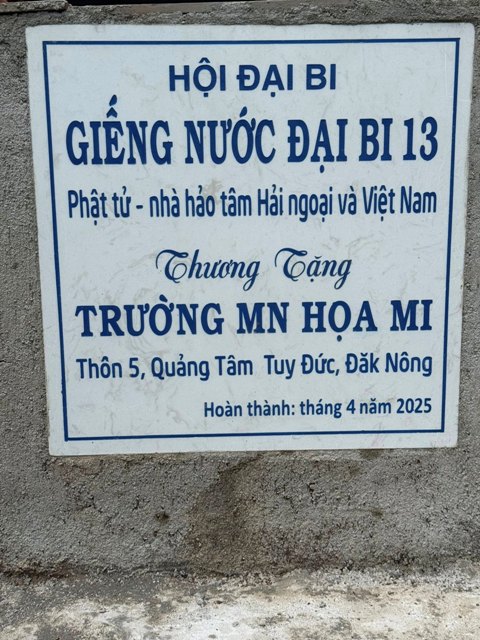 HỘI ĐẠI BI
GIẾNG NƯỚC ĐẠI BI 13
Phật tử - nhà hảo tâm Hải ngoại và Việt Nam
Thương Tặng
TRƯỜNG MN HỌA MI
Thôn 5, Quảng Tâm Tuy Đức, Đăk Nông
Hoàn thành: tháng 4 năm 2025